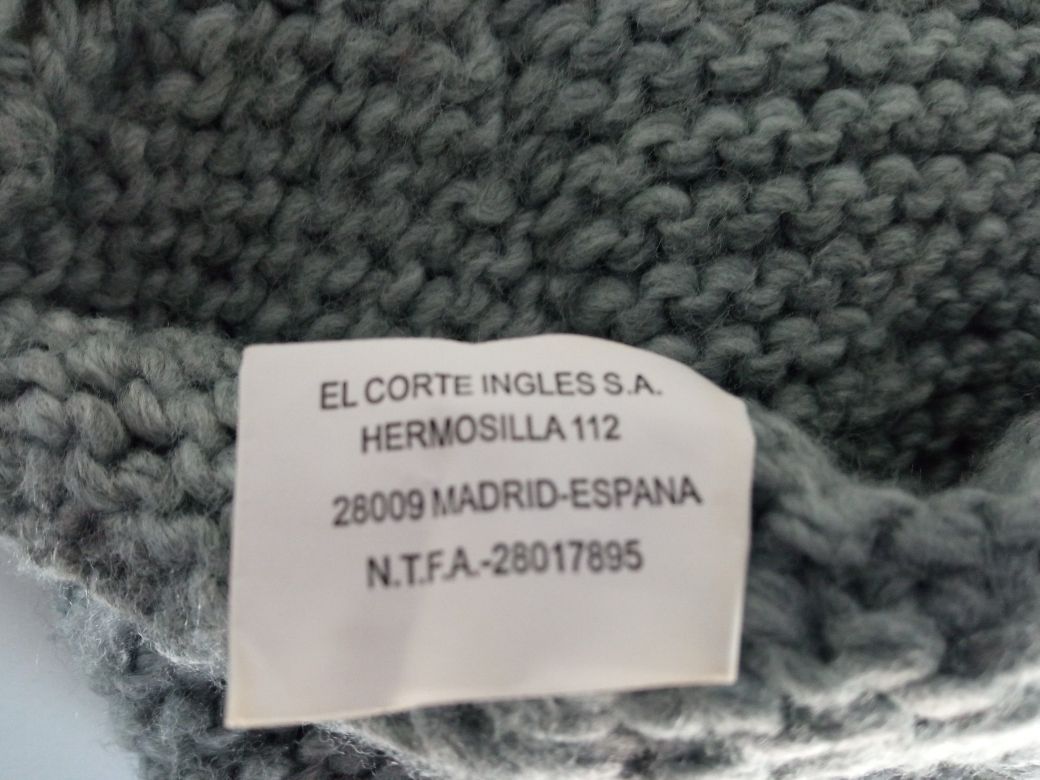 EL CORTE INGLES S.A.
HERMOSILLA 112
28009 MADRID-ESPANA
N.T.F.A.-28017895